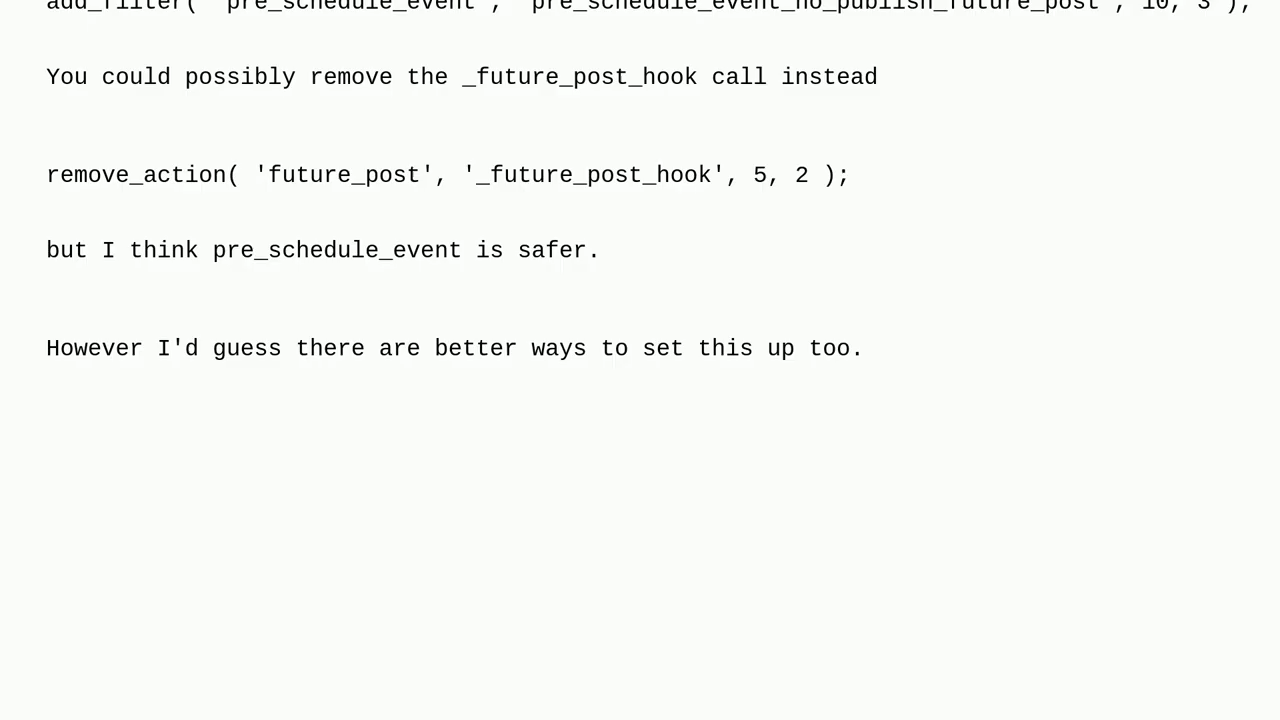 add_filter( 'pre_schedule_event', 'pre_schedule_event_no_publish_future_post', 10, 3 );
You could possibly remove the _future_post_hook call instead
remove_action( 'future_post', '_future_post_hook', 5, 2 );
but I think pre_schedule_event is safer.
However I'd guess there are better ways to set this up too.